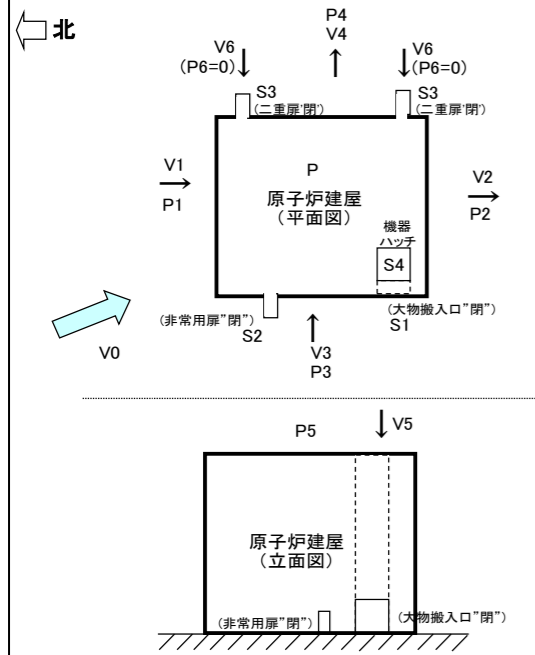 北
P4
V4
V6
(P6=0)
V6
(P6=0)
S3
(二重扉"閉")
S3
(二重扉"閉")
V1
P1
P
原子炉建屋
(平面図)
V2
P2
機器
ハッチ
S4
(非常用扉"閉")
S2
(大物搬入口"閉")
S1
V0
V3
P3
P5
V5
原子炉建屋
(立面図)
(非常用扉"閉")
(大物搬入口"閉")